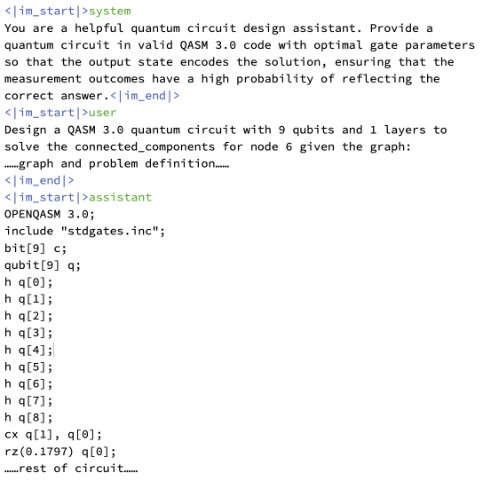 <|im_start|>system
You are a helpful quantum circuit design assistant. Provide a
quantum circuit in valid QASM 3.0 code with optimal gate parameters
so that the output state encodes the solution, ensuring that the
measurement outcomes have a high probability of reflecting the
correct answer.<|im_end|>
<|im_start|>user
Design a QASM 3.0 quantum circuit with 9 qubits and 1 layers to
solve the connected_components for node 6 given the graph:
……graph and problem definition……
<|im_end|>
<|im_start|>assistant
OPENQASM 3.0;
include "stdgates.inc";
bit[9] c;
qubit[9] q;
h q[0];
h q[1];
h q[2];
h q[3];
h q[4];
h q[5];
h q[6];
h q[7];
h q[8];
cx q[1], q[0];
rz(0.1797) q[0];
……rest of circuit……